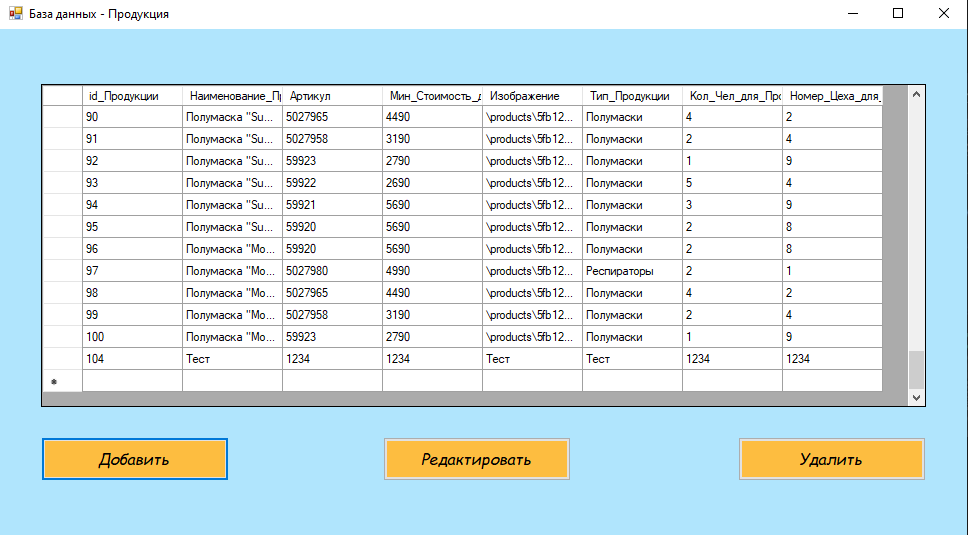 База данных - Продукция
id_Продукции Наименование_Пр Артикул Мин_Стоимость_д Изображение Тип_Продукции Кол_Чел_для_Про Номер_Цеха_для_
90 Полумаска "Su... 5027965 4490 \products\5fb12... Полумаски 4 2
91 Полумаска "Su... 5027958 3190 \products\5fb12... Полумаски 2 4
92 Полумаска "Su... 59923 2790 \products\5fb12... Полумаски 1 9
93 Полумаска "Su... 59922 2690 \products\5fb12... Полумаски 5 4
94 Полумаска "Su... 59921 5690 \products\5fb12... Полумаски 3 9
95 Полумаска "Su... 59920 5690 \products\5fb12... Полумаски 2 8
96 Полумаска "Mo... 59920 5690 \products\5fb12... Полумаски 2 8
97 Полумаска "Mo... 5027980 4990 \products\5fb12... Респираторы 2 1
98 Полумаска "Mo... 5027965 4490 \products\5fb12... Полумаски 4 2
99 Полумаска "Mo... 5027958 3190 \products\5fb12... Полумаски 2 4
100 Полумаска "Mo... 59923 2790 \products\5fb12... Полумаски 1 9
104 Тест 1234 1234 Тест Тест 1234 1234
*
Добавить Редактировать Удалить